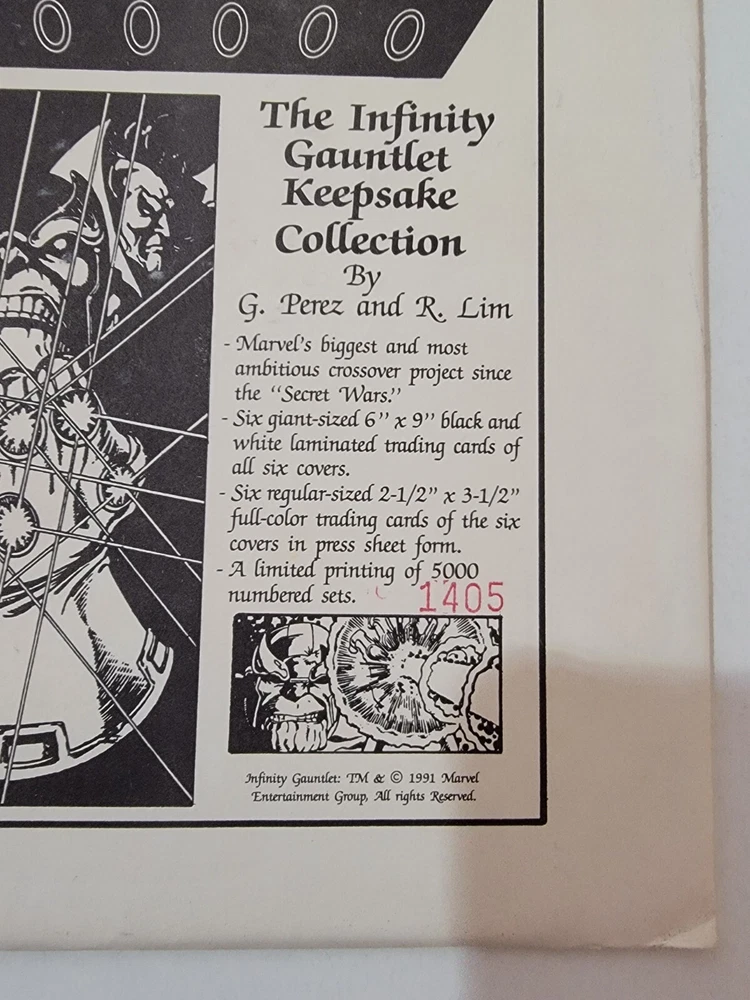 The Infinity
Gauntlet
Keepsake
Collection
By
G. Perez and R. Lim
- Marvel's biggest and most
ambitious crossover project since
the “Secret Wars.”
- Six giant-sized 6” x 9” black and
white laminated trading cards of
all six covers.
- Six regular-sized 2-1/2” x 3-1/2”
full-color trading cards of the six
covers in press sheet form.
- A limited printing of 5000
numbered sets. 1405
Infinity Gauntlet: TM & © 1991 Marvel
Entertainment Group, All rights Reserved.